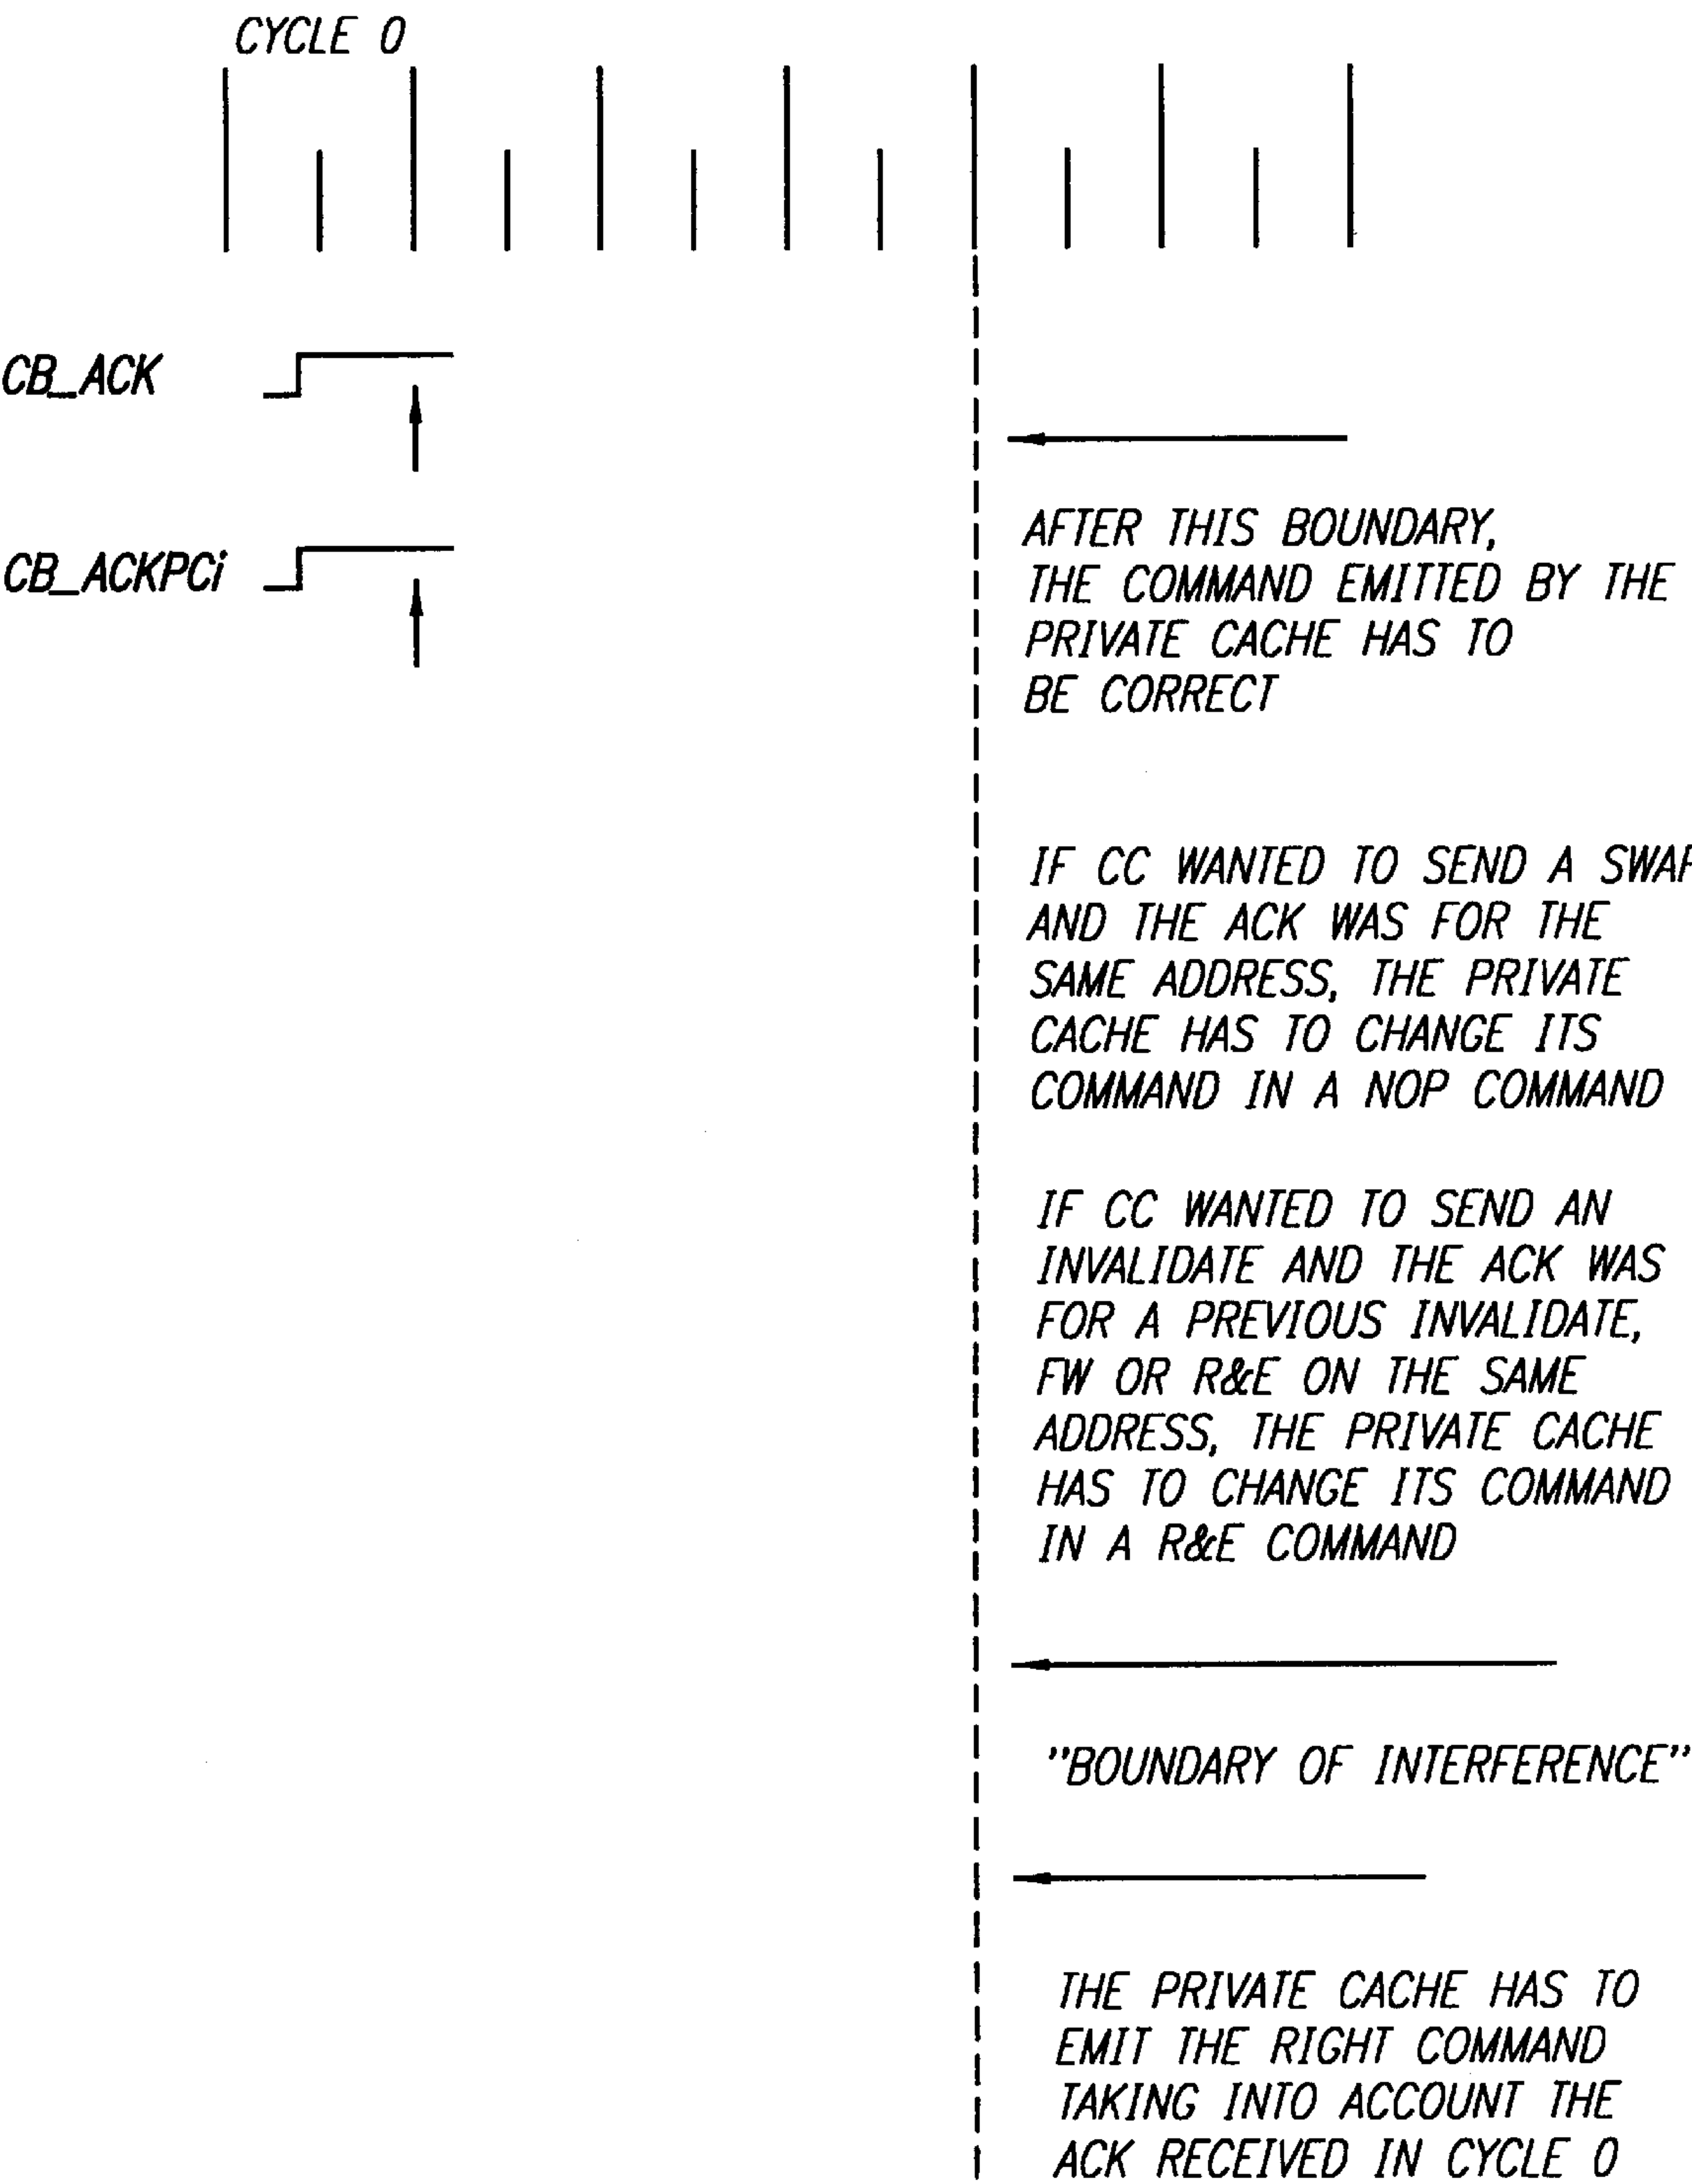 CYCLE 0
CB_ACK
CB_ACKPCi
AFTER THIS BOUNDARY,
THE COMMAND EMITTED BY THE
PRIVATE CACHE HAS TO
BE CORRECT
IF CC WANTED TO SEND A SWAP
AND THE ACK WAS FOR THE
SAME ADDRESS, THE PRIVATE
CACHE HAS TO CHANGE ITS
COMMAND IN A NOP COMMAND
IF CC WANTED TO SEND AN
INVALIDATE AND THE ACK WAS
FOR A PREVIOUS INVALIDATE,
FW OR R&E ON THE SAME
ADDRESS, THE PRIVATE CACHE
HAS TO CHANGE ITS COMMAND
IN A R&E COMMAND
"BOUNDARY OF INTERFERENCE"
THE PRIVATE CACHE HAS TO
EMIT THE RIGHT COMMAND
TAKING INTO ACCOUNT THE
ACK RECEIVED IN CYCLE 0